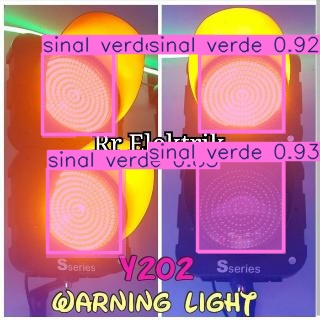 sinal verde
sinal verde 0.92
Rr Elektrik
sinal verde
sinal verde 0.93
Sseries
Sseries
Y202
WARNING LIGHT